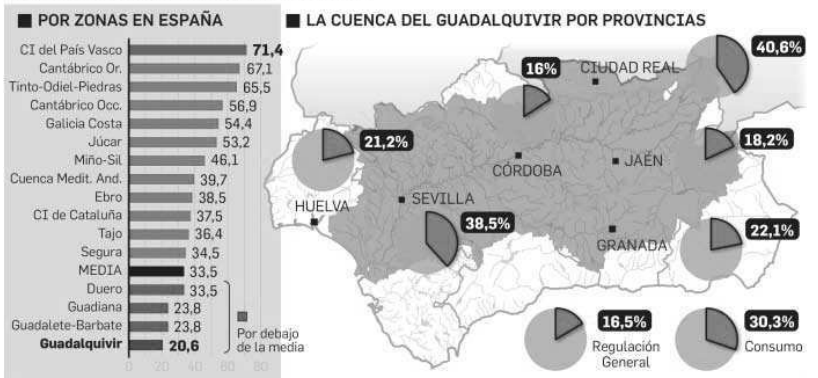 POR ZONAS EN ESPAÑA
CI del País Vasco 71,4
Cantábrico Or. 67,1
Tinto-Odiel-Piedras 65,5
Cantábrico Occ. 56,9
Galicia Costa 54,4
Júcar 53,2
Miño-Sil 46,1
Cuenca Medit. And. 39,7
Ebro 38,5
CI de Cataluña 37,5
Tajo 36,4
Segura 34,5
MEDIA 33,5
Duero 33,5
Guadiana 23,8
Guadalete-Barbate 23,8
Guadalquivir 20,6
Por debajo
de la media
0 20 40 60 80
LA CUENCA DEL GUADALQUIVIR POR PROVINCIAS
40,6%
CIUDAD REAL
16%
21,2%
18,2%
CÓRDOBA
JAÉN
HUELVA
SEVILLA
38,5%
GRANADA
22,1%
16,5%
Regulación
General
30,3%
Consumo